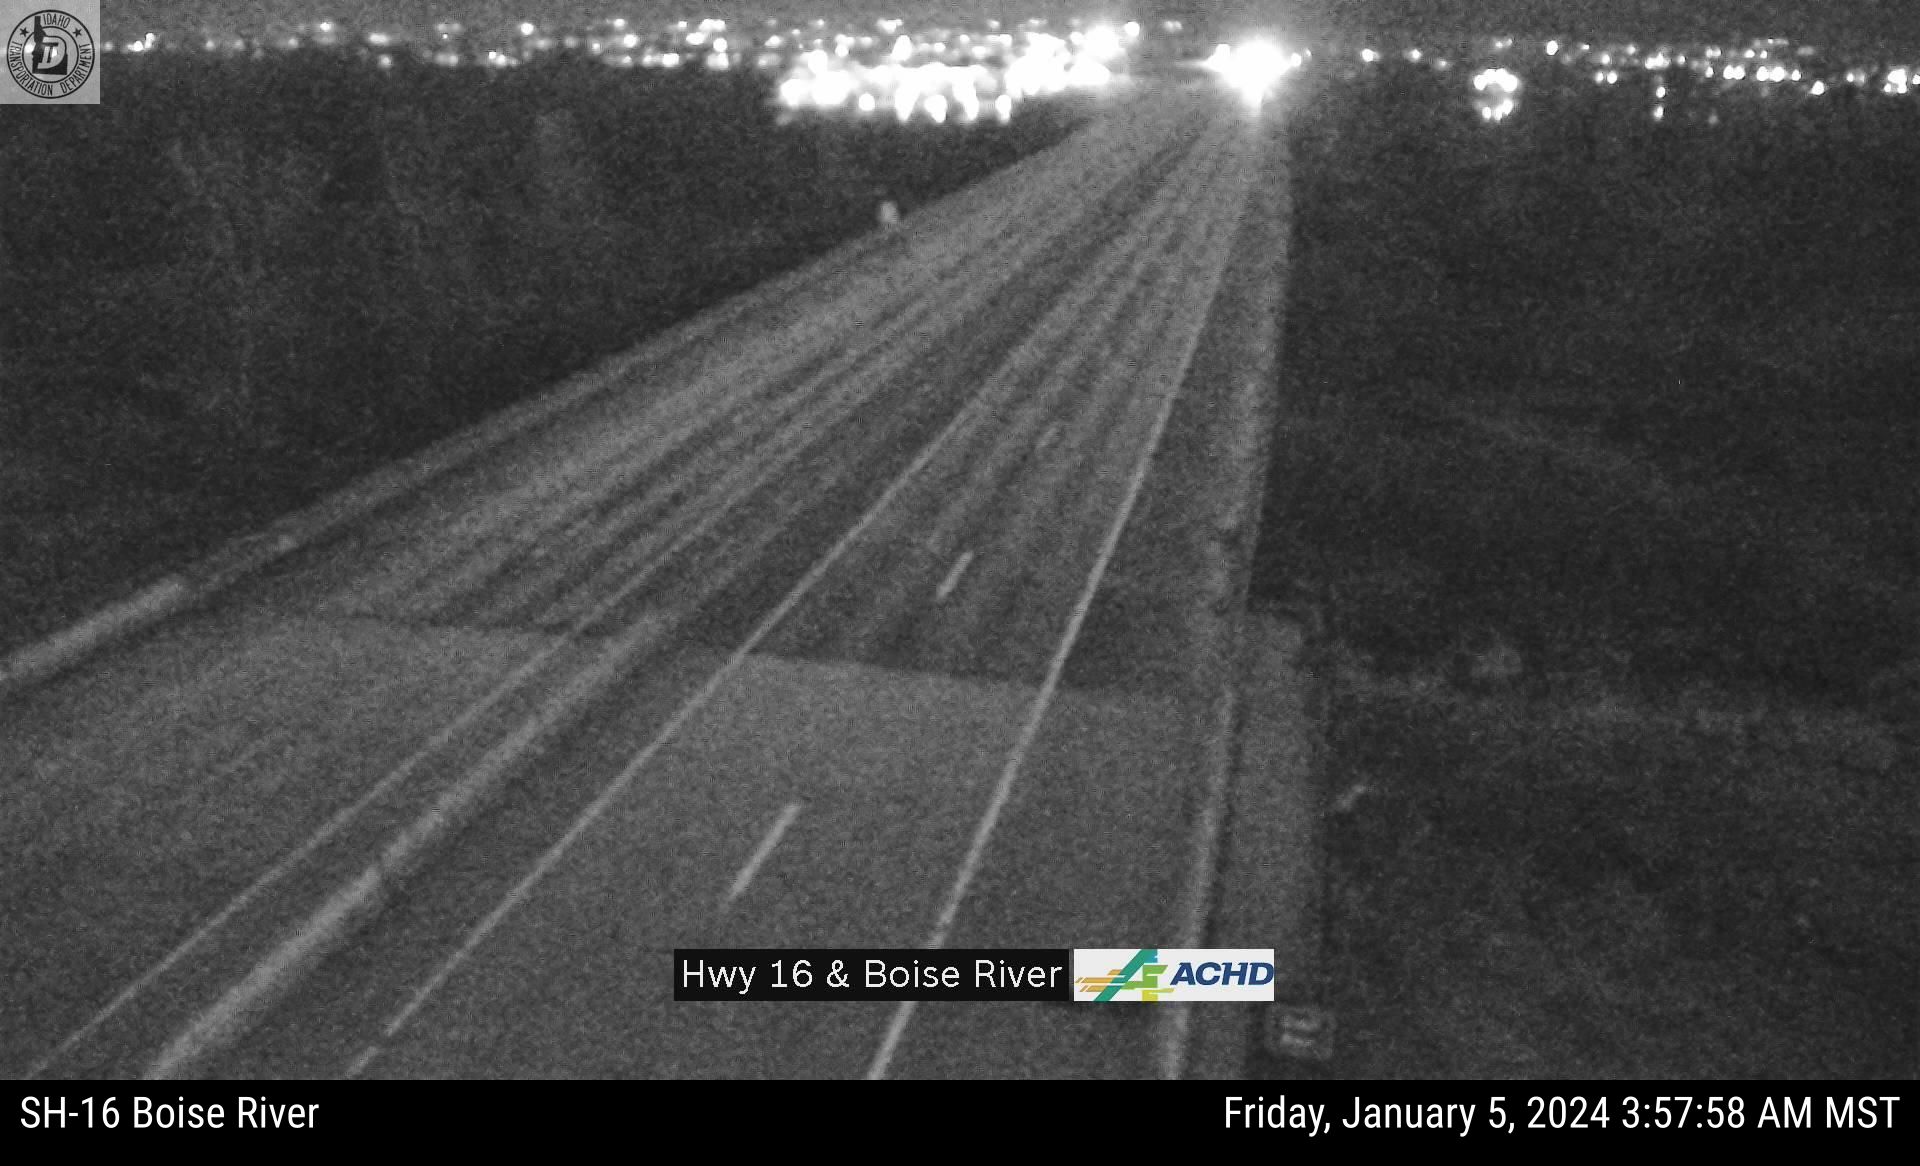 IDAHO
TRANSPORTATION DEPARTMENT
Hwy 16 & Boise River
ACHD
SH-16 Boise River
Friday, January 5, 2024 3:57:58 AM MST